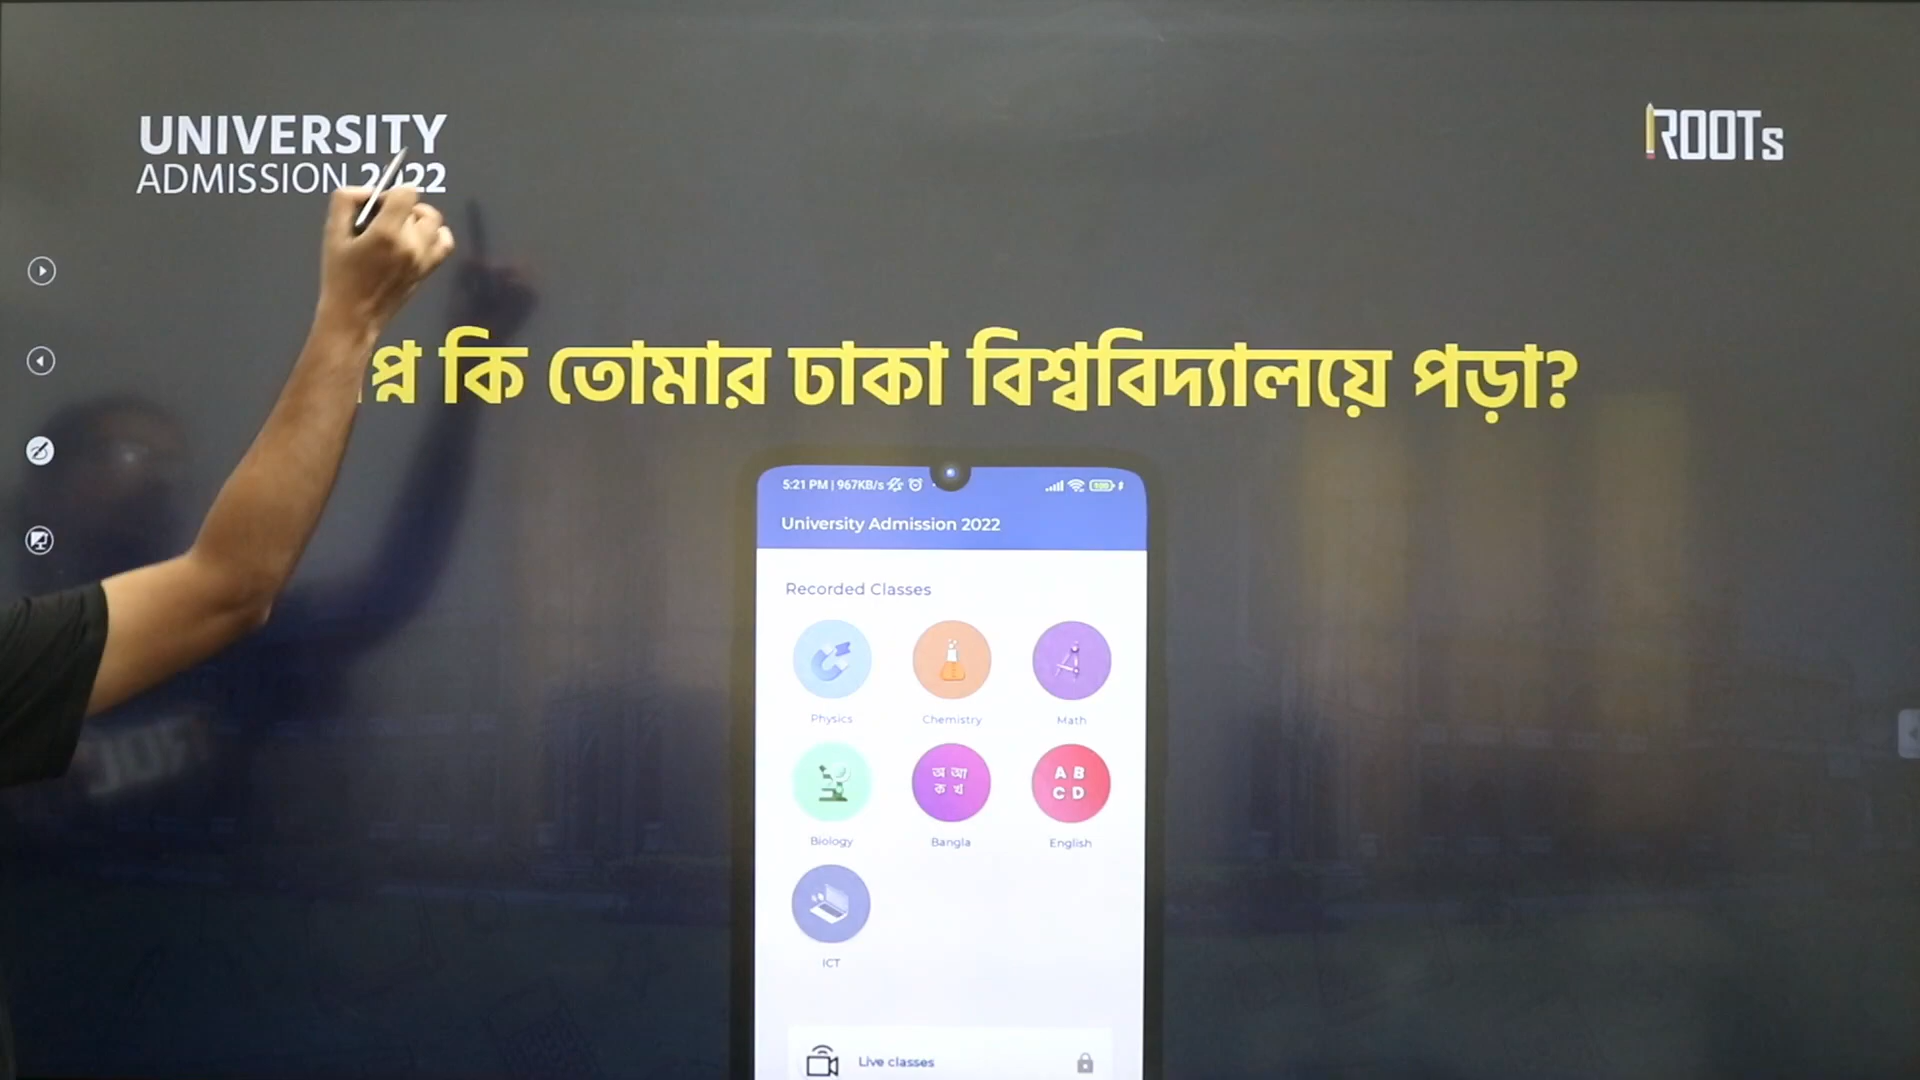 UNIVERSITY
ADMISSION 2022
ROOTs
কি তোমার ঢাকা বিশ্ববিদ্যালয়ে পড়া?
5:21 PM | 967KB/s
100
University Admission 2022
Recorded Classes
Physics
Chemistry
Math
অ আ
ক খ
A B
C D
Biology
Bangla
English
ICT
Live classes